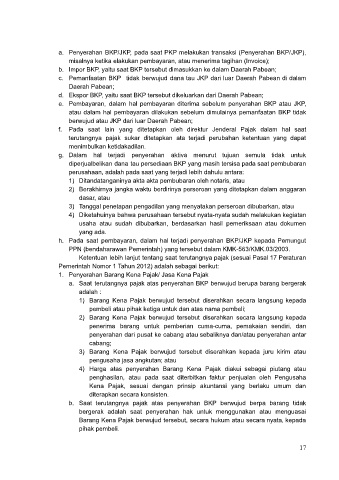 a. Penyerahan BKP/JKP, pada saat PKP melakukan transaksi (Penyerahan BKP/JKP),
misalnya ketika elakukan pembayaran, atau menerima tagihan (Invoice);
b. Impor BKP, yaitu saat BKP tersebut dimasukkan ke dalam Daerah Pabean;
c. Pemanfaatan BKP tidak berwujud dana tau JKP dari luar Daerah Pabean di dalam
Daerah Pabean;
d. Ekspor BKP, yaitu saat BKP tersebut dikeluarkan dari Daerah Pabean;
e. Pembayaran, dalam hal pembayaran diterima sebelum penyerahan BKP atau JKP,
atau dalam hal pembayaran dilakukan sebelum dimulainya pemanfaatan BKP tidak
berwujud atau JKP dari luar Daerah Pabean;
f. Pada saat lain yang ditetapkan oleh direktur Jenderal Pajak dalam hal saat
terutangnya pajak sukar ditetapkan ata terjadi perubahan ketentuan yang dapat
menimbulkan ketidakadilan.
g. Dalam hal terjadi penyerahan aktiva menurut tujuan semula tidak untuk
diperjualbelikan dana tau persediaan BKP yang masih tersisa pada saat pembubaran
perusahaan, adalah pada saat yang terjadi lebih dahulu antara:
1) Ditandatanganinya akta akta pembubaran oleh notaris, atau
2) Berakhirnya jangka waktu berdirinya perseroan yang ditetapkan dalam anggaran
dasar, atau
3) Tanggal penetapan pengadilan yang menyatakan perseroan dibubarkan, atau
4) Diketahuinya bahwa perusahaan tersebut nyata-nyata sudah melakukan kegiatan
usaha atau sudah dibubarkan, berdasarkan hasil pemeriksaan atau dokumen
yang ada.
h. Pada saat pembayaran, dalam hal terjadi penyerahan BKP/JKP kepada Pemungut
PPN (bendaharawan Pemerintah) yang tersebut dalam KMK-563/KMK.03/2003.
Ketentuan lebih lanjut tentang saat terutangnya pajak (sesuai Pasal 17 Peraturan
Pemerintah Nomor 1 Tahun 2012) adalah sebagai berikut:
1. Penyerahan Barang Kena Pajak/ Jasa Kena Pajak
a. Saat terutangnya pajak atas penyerahan BKP berwujud berupa barang bergerak
adalah :
1) Barang Kena Pajak berwujud tersebut diserahkan secara langsung kepada
pembeli atau pihak ketiga untuk dan atas nama pembeli;
2) Barang Kena Pajak berwujud tersebut diserahkan secara langsung kepada
penerima barang untuk pemberian cuma-cuma, pemakaian sendiri, dan
penyerahan dari pusat ke cabang atau sebaliknya dan/atau penyerahan antar
cabang;
3) Barang Kena Pajak berwujud tersebut diserahkan kepada juru kirim atau
pengusaha jasa angkutan; atau
4) Harga atas penyerahan Barang Kena Pajak diakui sebagai piutang atau
penghasilan, atau pada saat diterbitkan faktur penjualan oleh Pengusaha
Kena Pajak, sesuai dengan prinsip akuntansi yang berlaku umum dan
diterapkan secara konsisten.
b. Saat terutangnya pajak atas penyerahan BKP berwujud berpa barang tidak
bergerak adalah saat penyerahan hak untuk menggunakan atau menguasai
Barang Kena Pajak berwujud tersebut, secara hukum atau secara nyata, kepada
pihak pembeli.
17